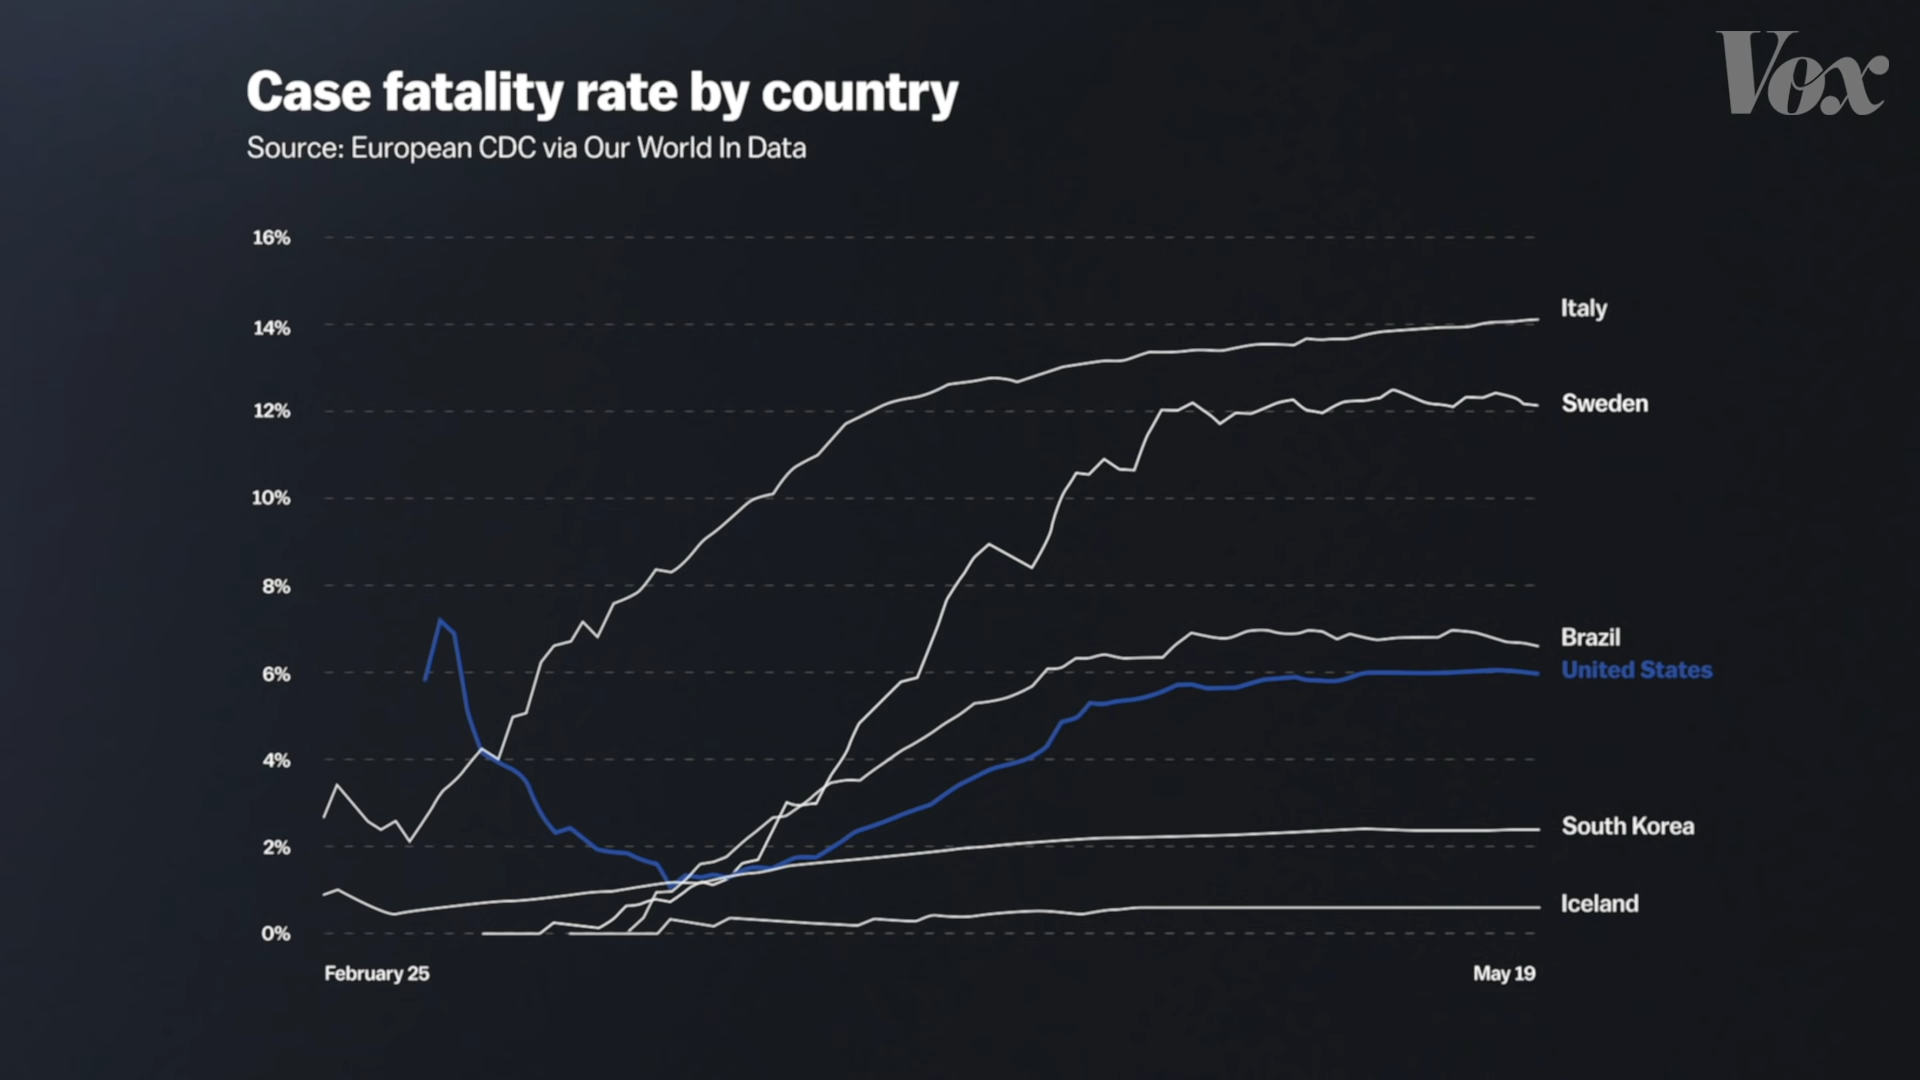 Vox
Case fatality rate by country
Source: European CDC via Our World In Data
16%
14%
12%
10%
8%
6%
4%
2%
0%
Italy
Sweden
Brazil
United States
South Korea
Iceland
February 25
May 19